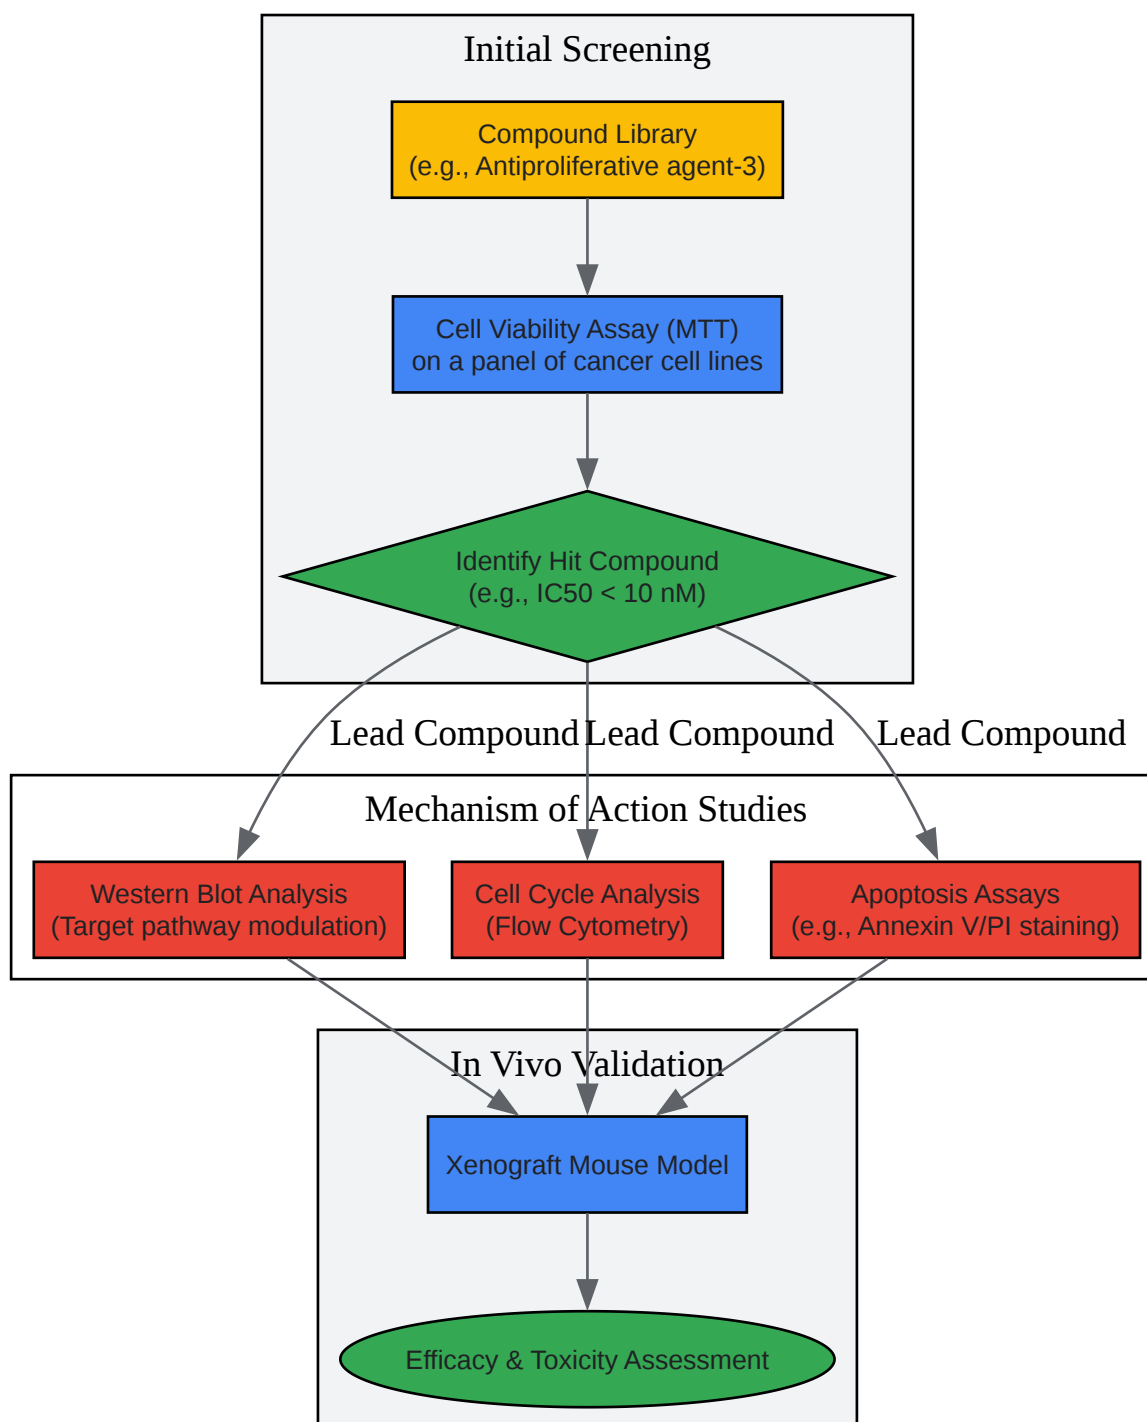 Initial Screening
Compound Library
(e.g., Antiproliferative agent-3)
Cell Viability Assay (MTT)
on a panel of cancer cell lines
Identify Hit Compound
(e.g., IC50 < 10 nM)
Lead Compound
Lead Compound
Lead Compound
Mechanism of Action Studies
Western Blot Analysis
(Target pathway modulation)
Cell Cycle Analysis
(Flow Cytometry)
Apoptosis Assays
(e.g., Annexin V/PI staining)
In Vivo Validation
Xenograft Mouse Model
Efficacy & Toxicity Assessment